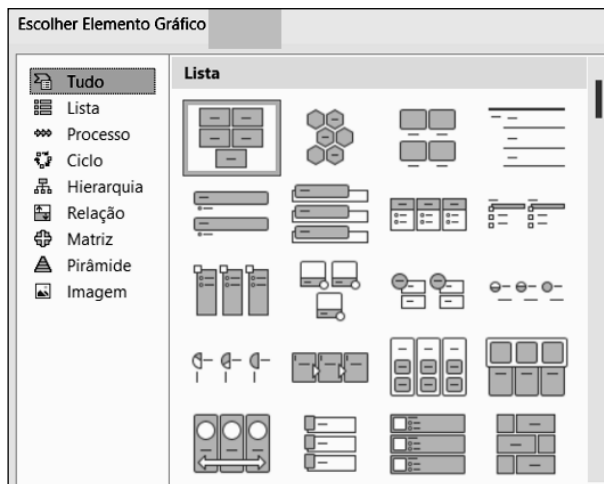 Escolher Elemento Gráfico
Tudo
Lista
Processo
Ciclo
Hierarquia
Relação
Matriz
Pirâmide
Imagem
Lista